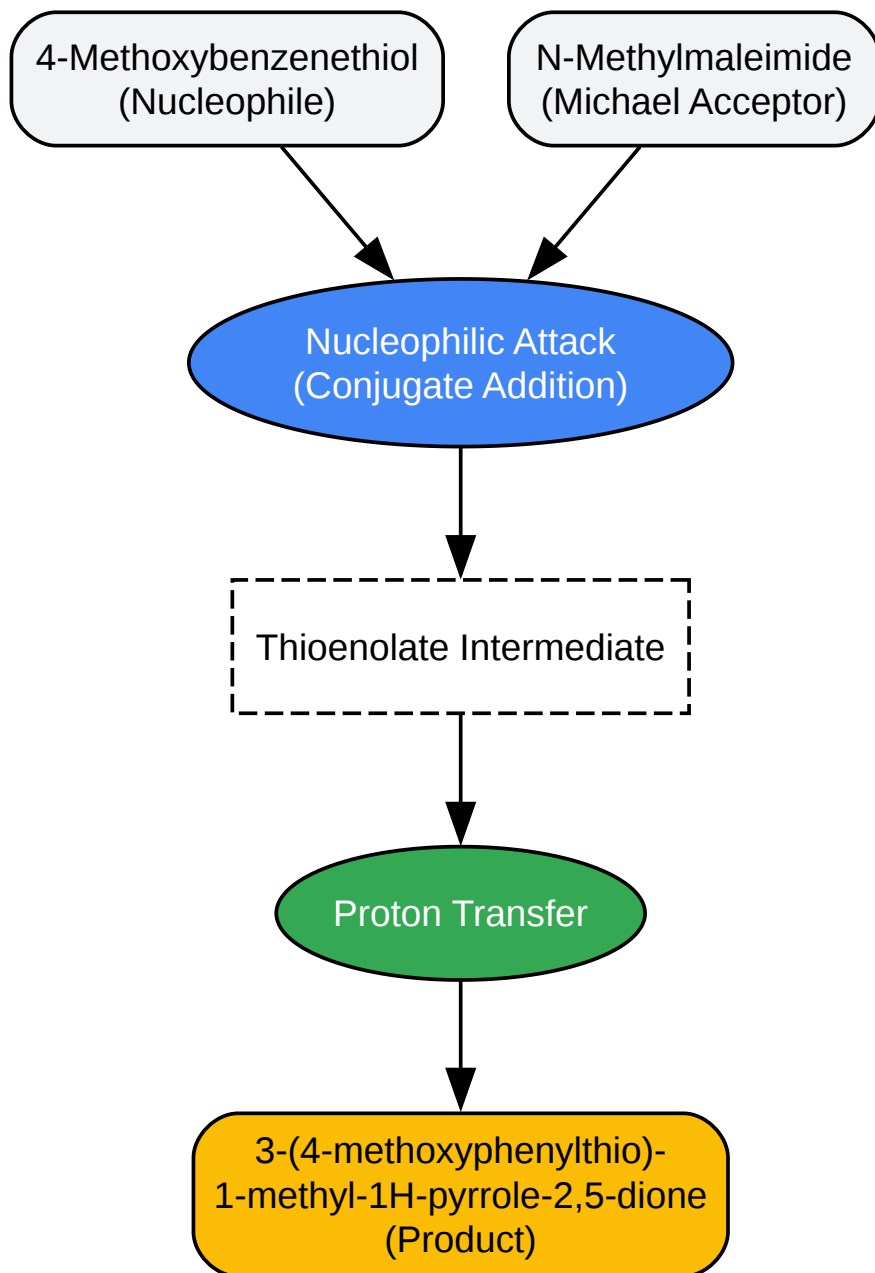 4-Methoxybenzenethiol
(Nucleophile)
N-Methylmaleimide
(Michael Acceptor)
Nucleophilic Attack
(Conjugate Addition)
Thioenolate Intermediate
Proton Transfer
3-(4-methoxyphenylthio)-
1-methyl-1H-pyrrole-2,5-dione
(Product)